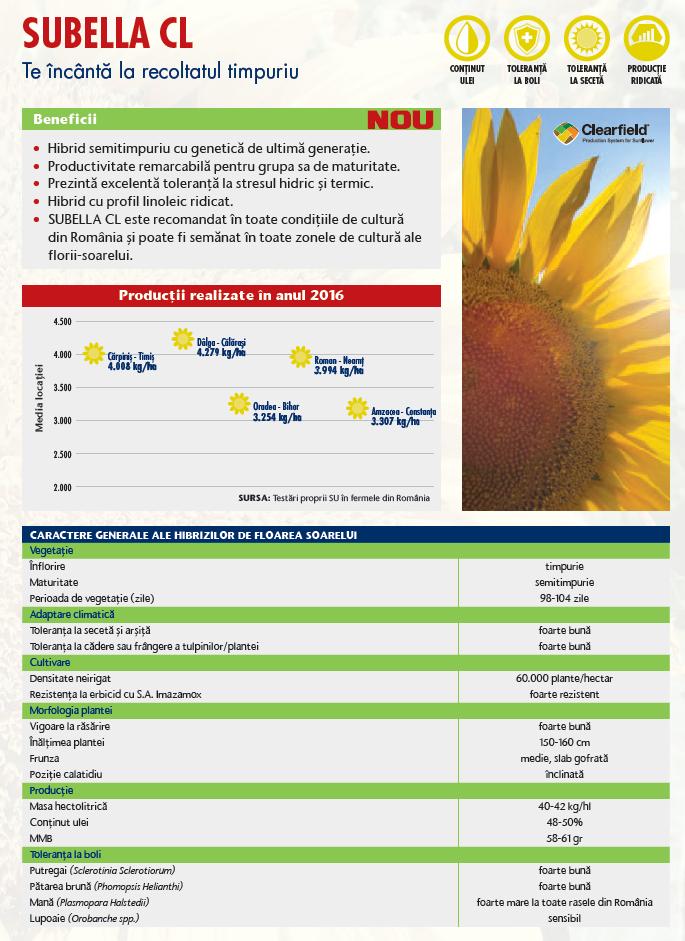 SUBELLA CL
Te încântă la recoltatul timpuriu
CONȚINUT
ULEI
TOLERANȚĂ
LA BOLI
TOLERANȚĂ
LA SECETĂ
PRODUCȚIE
RIDICATĂ
Beneficii
NOU
• Hibrid semitimpuriu cu genetică de ultimă generație.
• Productivitate remarcabilă pentru grupa sa de maturitate.
• Prezintă excelentă toleranță la stresul hidric și termic.
• Hibrid cu profil linoleic ridicat.
• SUBELLA CL este recomandat în toate condițiile de cultură
din România și poate fi semănat în toate zonele de cultură ale
florii-soarelui.
Clearfield®
Production System for Sunflower
Producții realizate în anul 2016
Media locației
4.500
4.000
3.500
3.000
2.500
2.000
Cărpiniș - Timiș
4.008 kg/ha
Dâlga - Călărași
4.279 kg/ha
Roman - Neamț
3.994 kg/ha
Oradea - Bihor
3.254 kg/ha
Amzacea - Constanța
3.307 kg/ha
SURSA: Testări proprii SU în fermele din România
CARACTERE GENERALE ALE HIBRIZILOR DE FLOAREA SOARELUI
Vegetație
Înflorire timpurie
Maturitate semitimpurie
Perioada de vegetație (zile) 98-104 zile
Adaptare climatică
Toleranța la secetă și arșiță foarte bună
Toleranța la cădere sau frângere a tulpinilor/plantei foarte bună
Cultivare
Densitate neirigat 60.000 plante/hectar
Rezistența la erbicid cu S.A. Imazamox foarte rezistent
Morfologia plantei
Vigoare la răsărire foarte bună
Înălțimea plantei 150-160 cm
Frunza medie, slab gofrată
Poziție calatidiu înclinată
Producție
Masa hectolitrică 40-42 kg/hl
Conținut ulei 48-50%
MMB 58-61 gr
Toleranța la boli
Putregai (Sclerotinia Sclerotiorum) foarte bună
Pătarea brună (Phomopsis Helianthi) foarte bună
Mană (Plasmopara Halstedii) foarte mare la toate rasele din România
Lupoaie (Orobanche spp.) sensibil